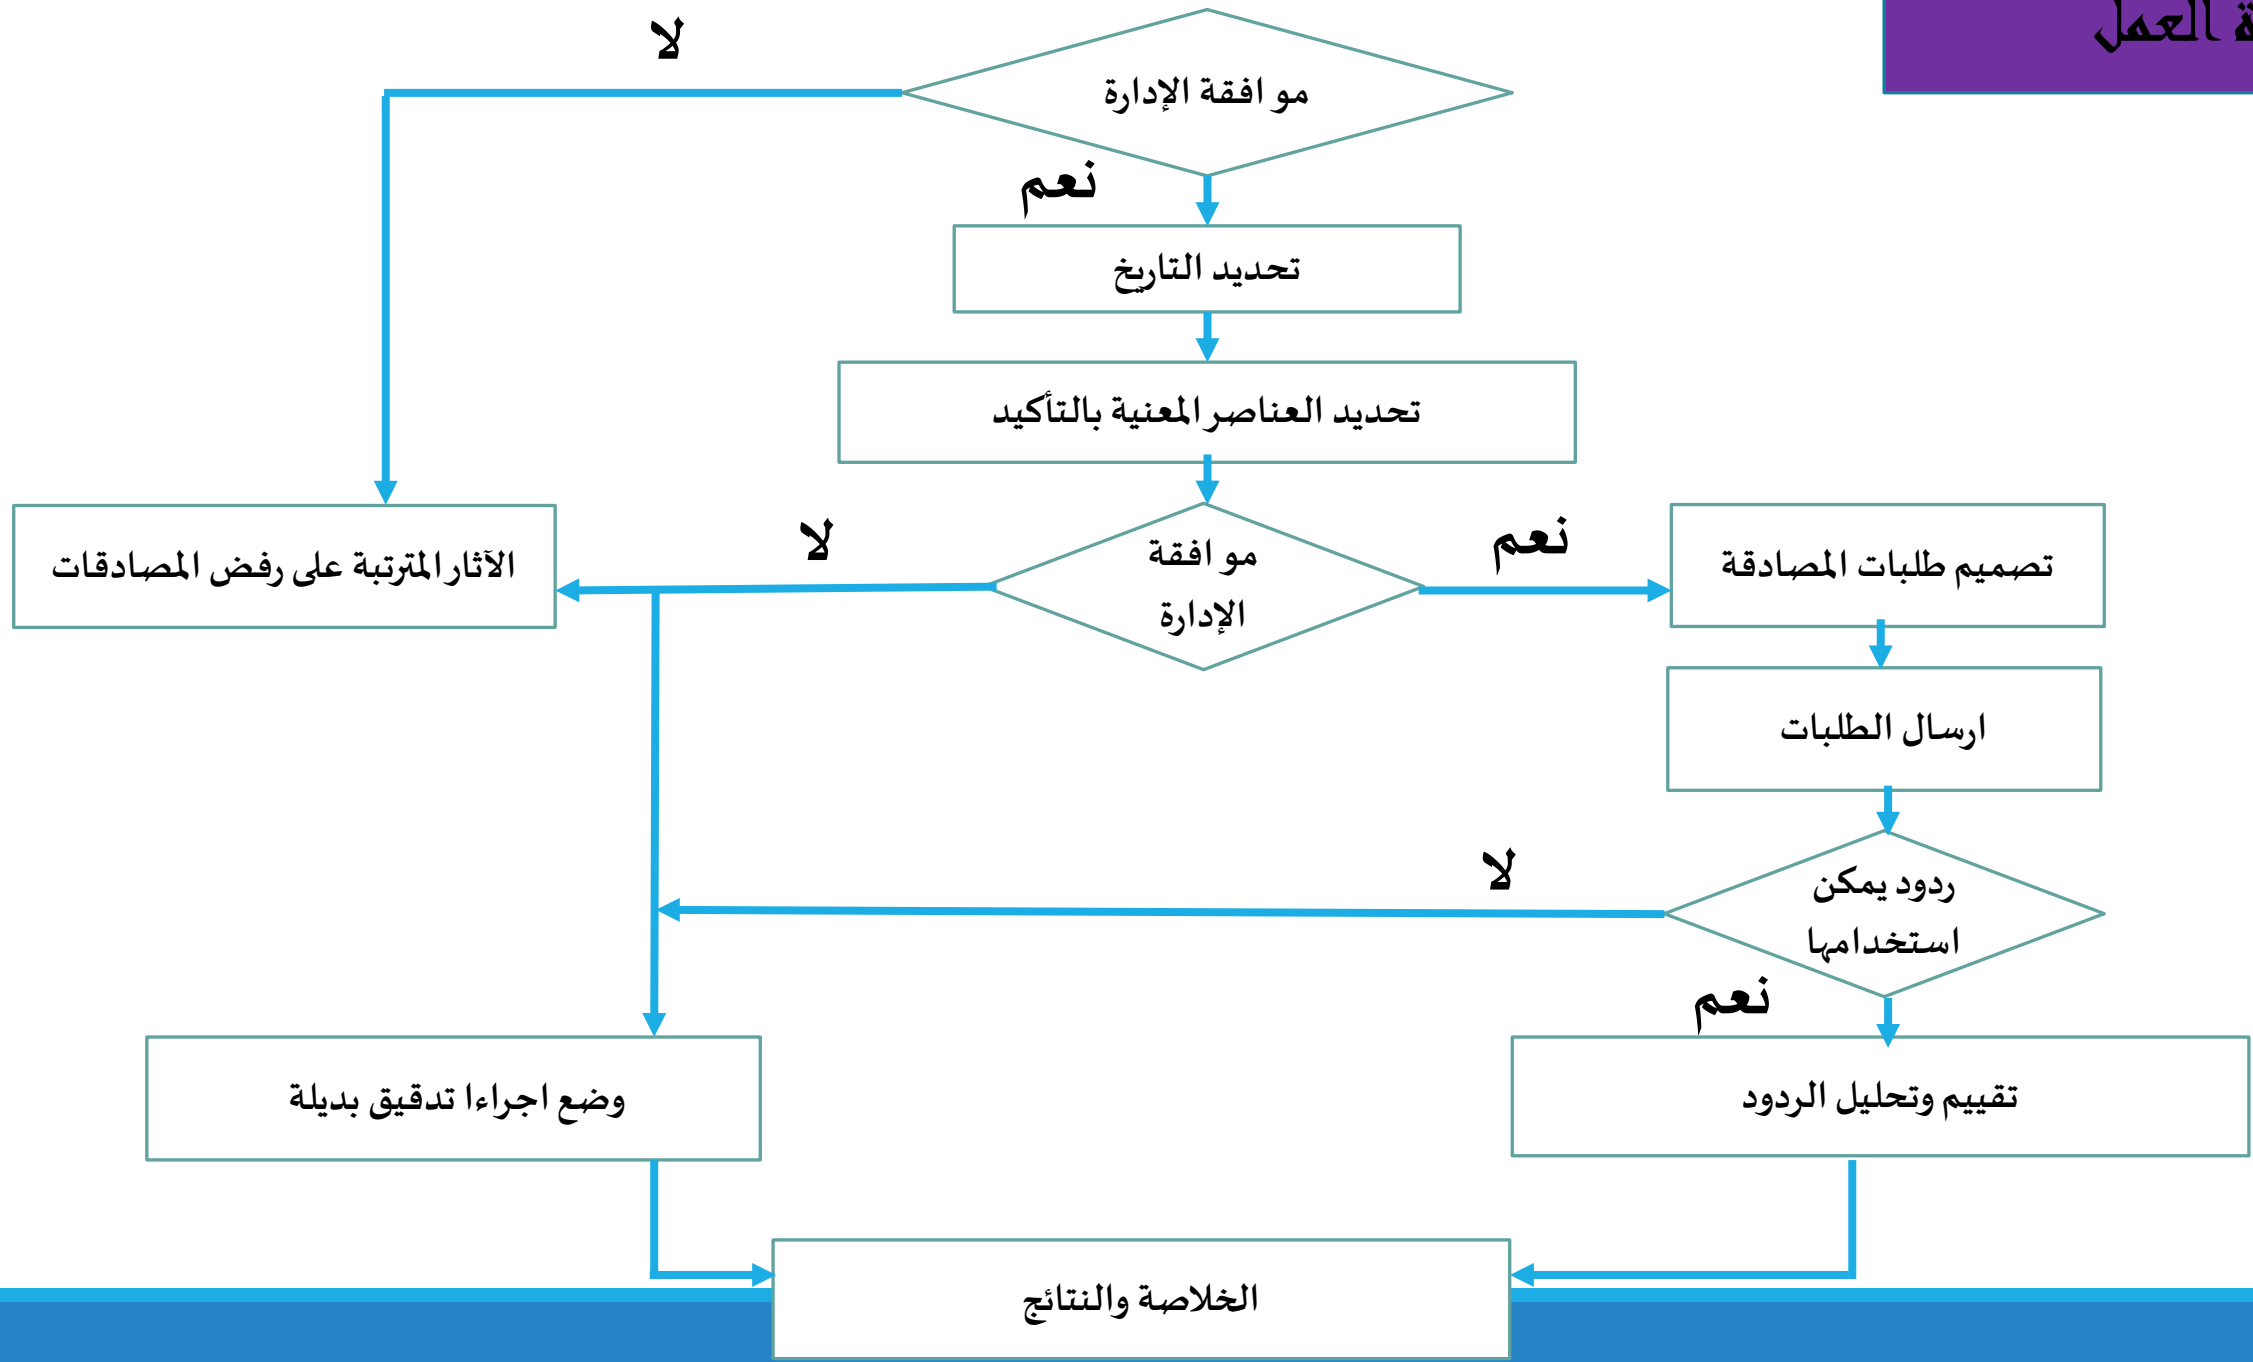 العمل
لا
موافقة الإدارة
نعم
تحديد التاريخ
تحديد العناصر المعنية بالتأكيد
الآثار المترتبة على رفض المصادقات
لا
موافقة
الإدارة
نعم
تصميم طلبات المصادقة
ارسال الطلبات
لا
ردود يمكن
استخدامها
نعم
وضع اجراءا تدقيق بديلة
تقييم وتحليل الردود
الخلاصة والنتائج